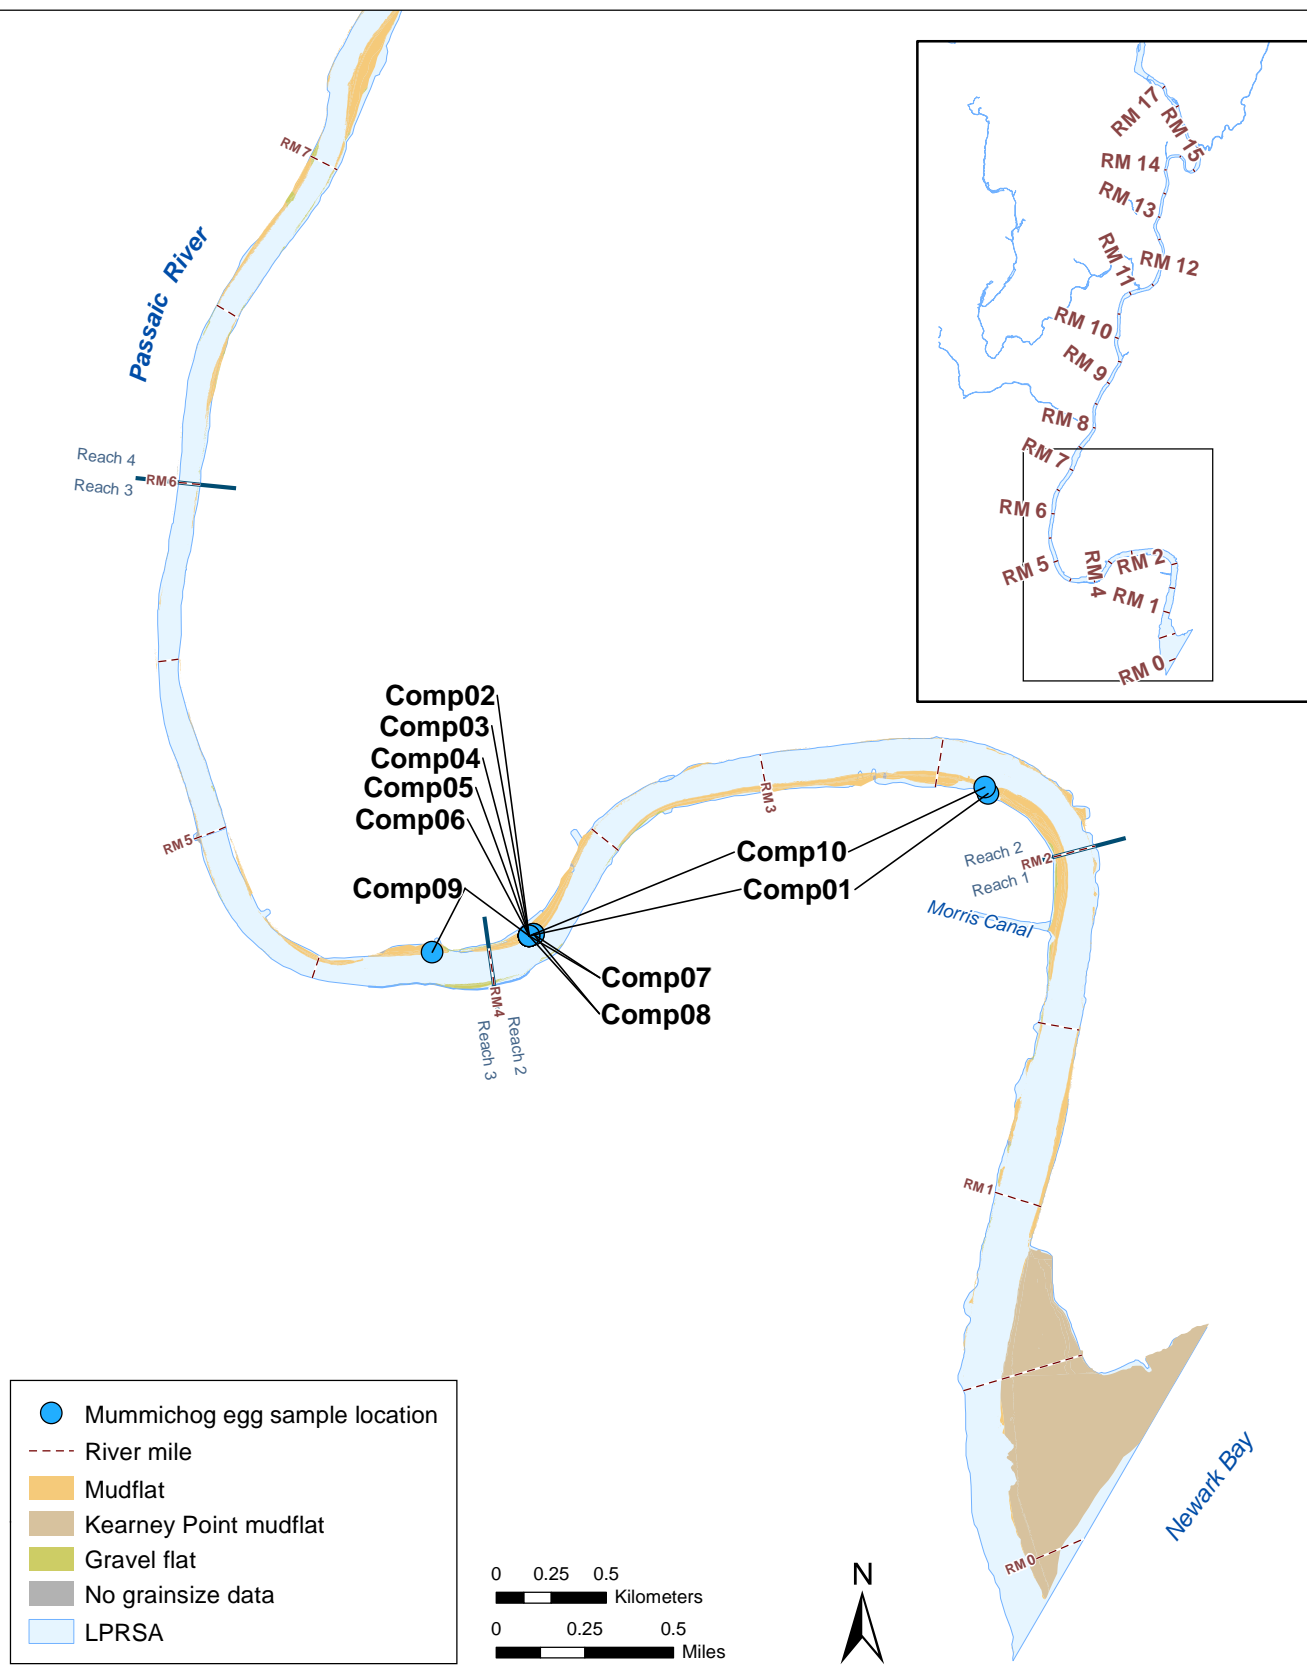 RM 17
RM 15
RM 14
RM 13
RM 12
RM 11
RM 10
RM 9
RM 8
RM 7
RM 6
RM 5
RM 4
RM 2
RM 1
RM 0
RM 7
Passaic River
Reach 4
RM 6
Reach 3
Comp02
Comp03
Comp04
Comp05
Comp06
Comp09
RM 5
RM 3
Comp10
Comp01
Reach 2
RM 2
Reach 1
Morris Canal
Comp07
Comp08
RM 4
Reach 2
Reach 3
RM 1
RM 0
Newark Bay
Mummichog egg sample location
River mile
Mudflat
Kearney Point mudflat
Gravel flat
No grainsize data
LPRSA
0 0.25 0.5
Kilometers
0 0.25 0.5
Miles
N